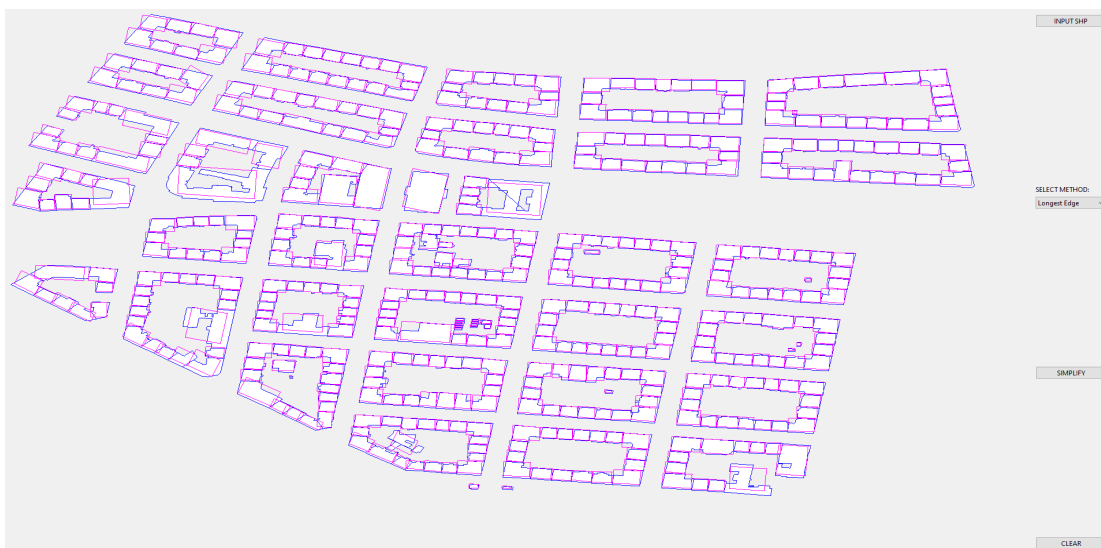 INPUT SHP
SELECT METHOD:
Longest Edge
SIMPLIFY
CLEAR